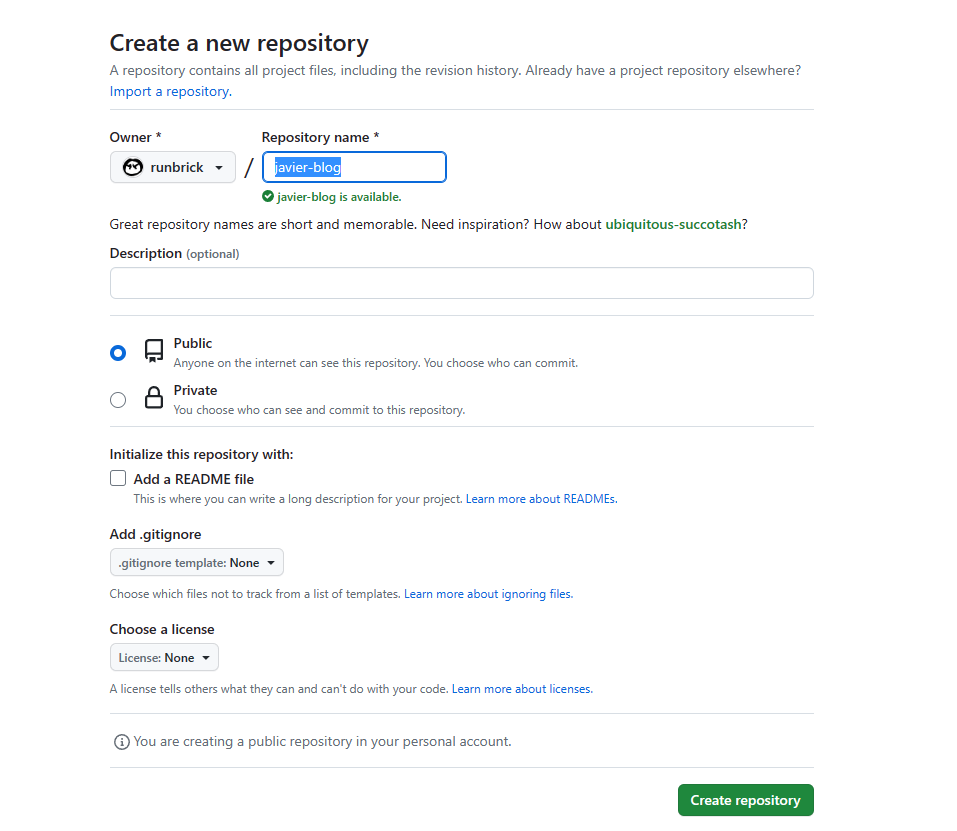 Create a new repository
A repository contains all project files, including the revision history. Already have a project repository elsewhere?
Import a repository.
Owner * Repository name *
runbrick / javier-blog
javier-blog is available.
Great repository names are short and memorable. Need inspiration? How about ubiquitous-succotash?
Description (optional)
Public
Anyone on the internet can see this repository. You choose who can commit.
Private
You choose who can see and commit to this repository.
Initialize this repository with:
Add a README file
This is where you can write a long description for your project. Learn more about READMEs.
Add .gitignore
.gitignore template: None
Choose which files not to track from a list of templates. Learn more about ignoring files.
Choose a license
License: None
A license tells others what they can and can't do with your code. Learn more about licenses.
You are creating a public repository in your personal account.
Create repository